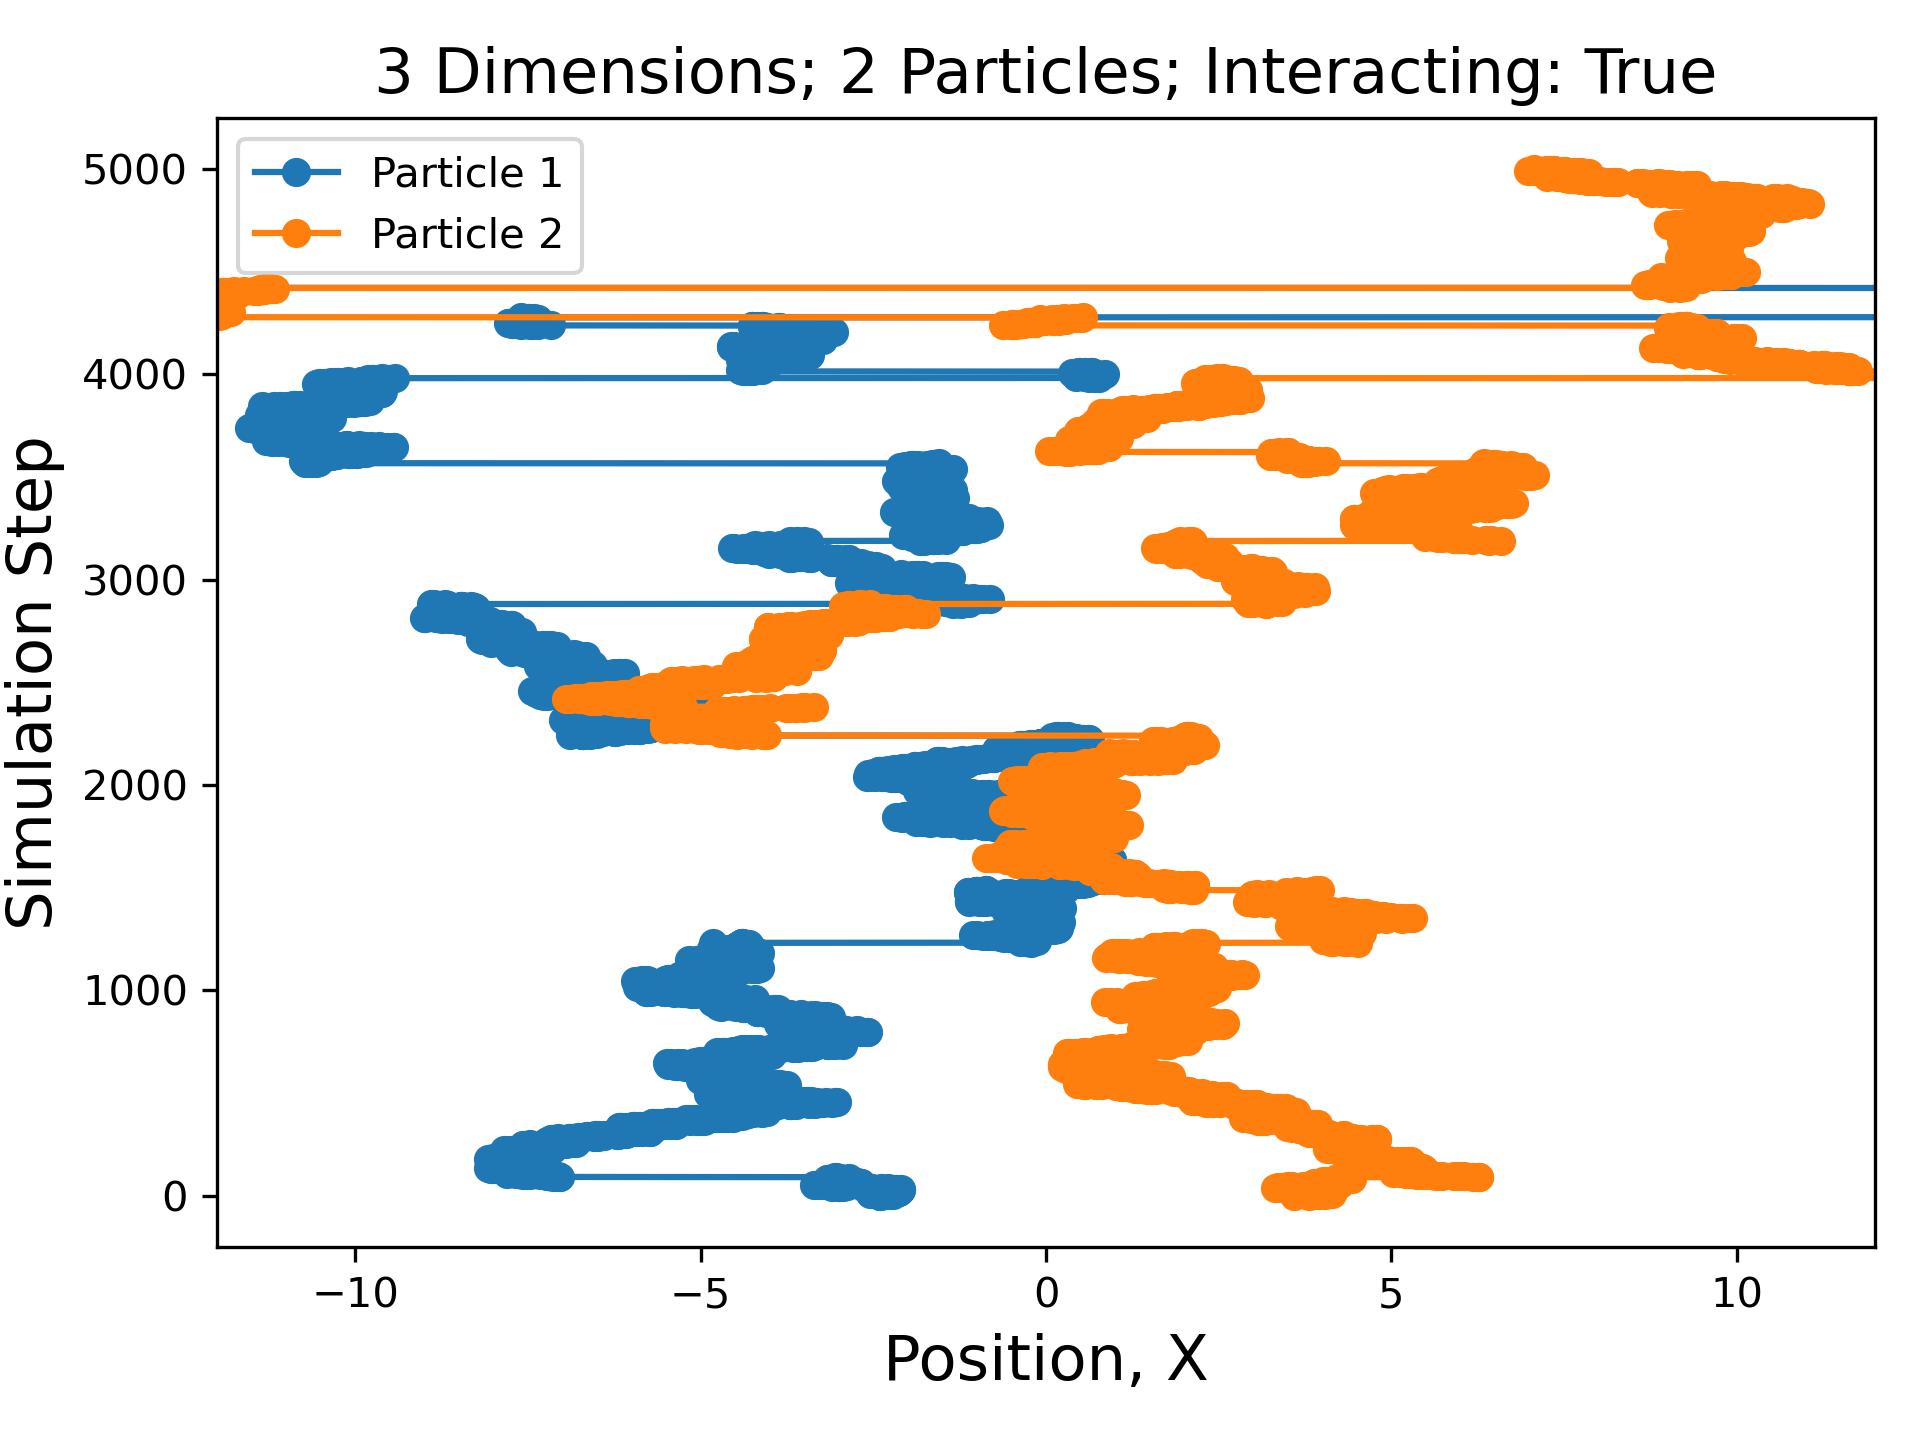 3 Dimensions; 2 Particles; Interacting: True
Particle 1
Particle 2
5000
4000
3000
2000
1000
0
Simulation Step
−10
−5
0
5
10
Position, X